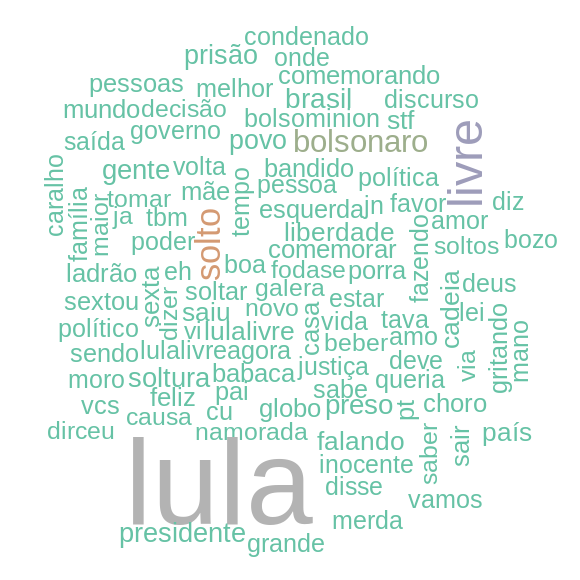 condenado
prisão
onde
comemorando
pessoas
melhor
brasil
discurso
mundo
decisão
bolsominion
stf
governo
povo
bolsonaro
livre
saída
caralho
gente
volta
bandido
política
tomar
mãe
pessoa
família
maior
já
tbm
solto
tempo
esquerda
jn
favor
diz
amor
liberdade
poder
comemorar
fazendo
soltos
bozo
ladrão
eh
boa
fodase
porra
sexta
soltar
galera
cadeia
deus
sextou
dizer
saiu
novo
estar
lei
político
vilulalivre
casa
vida
tava
gritando
mano
sendo
lulalivreagora
beber
amo
via
moro
soltura
babaca
justiça
deve
queria
feliz
pai
sabe
vcs
causa
cu
globo
preso
pt
choro
dirceu
namorada
falando
saber
sair
país
lula
inocente
disse
vamos
presidente
merda
grande